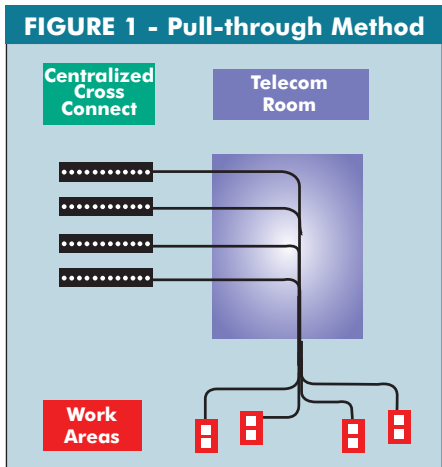 FIGURE 1 - Pull-through Method
Centralized
Cross
Connect
Telecom
Room
Work
Areas